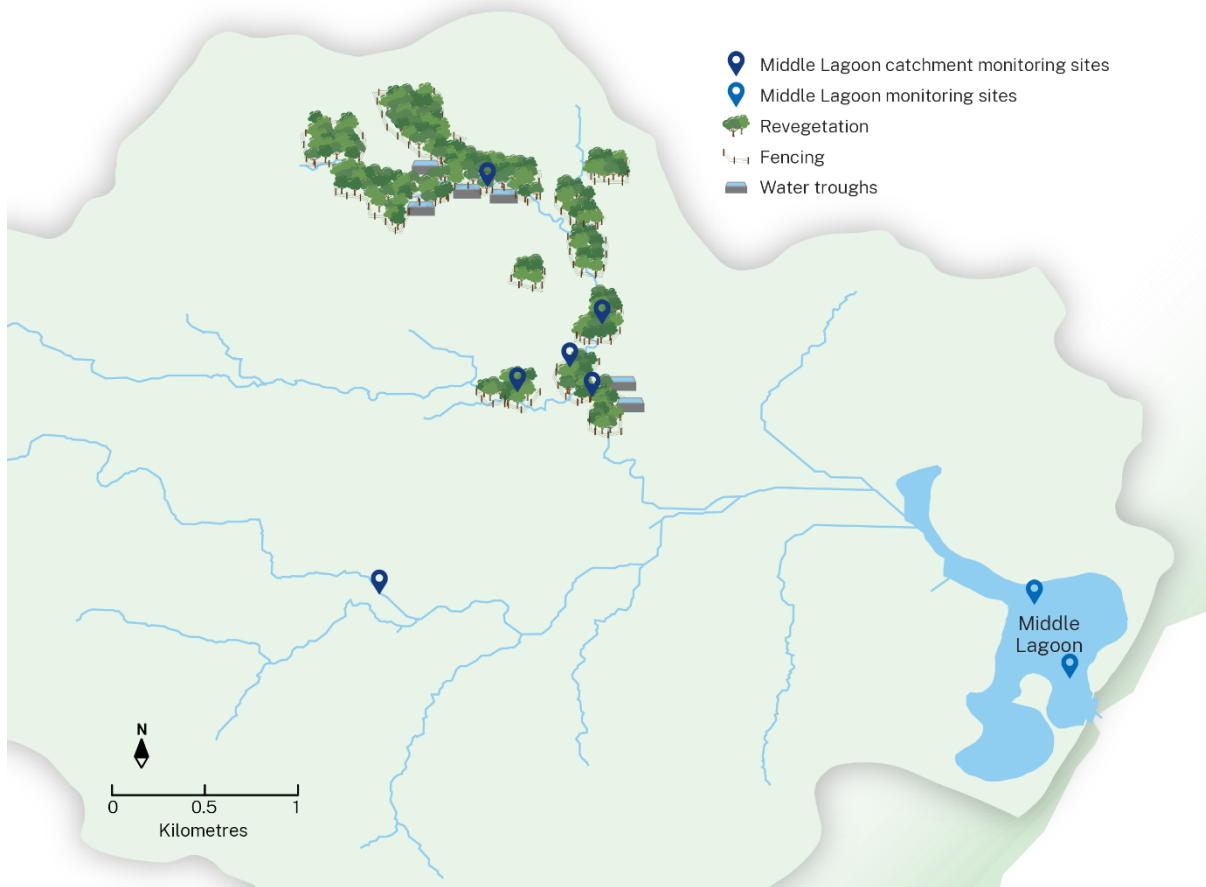 Middle Lagoon catchment monitoring sites
Middle Lagoon monitoring sites
Revegetation
Fencing
Water troughs
Middle
Lagoon
N
0 0.5 1
Kilometres